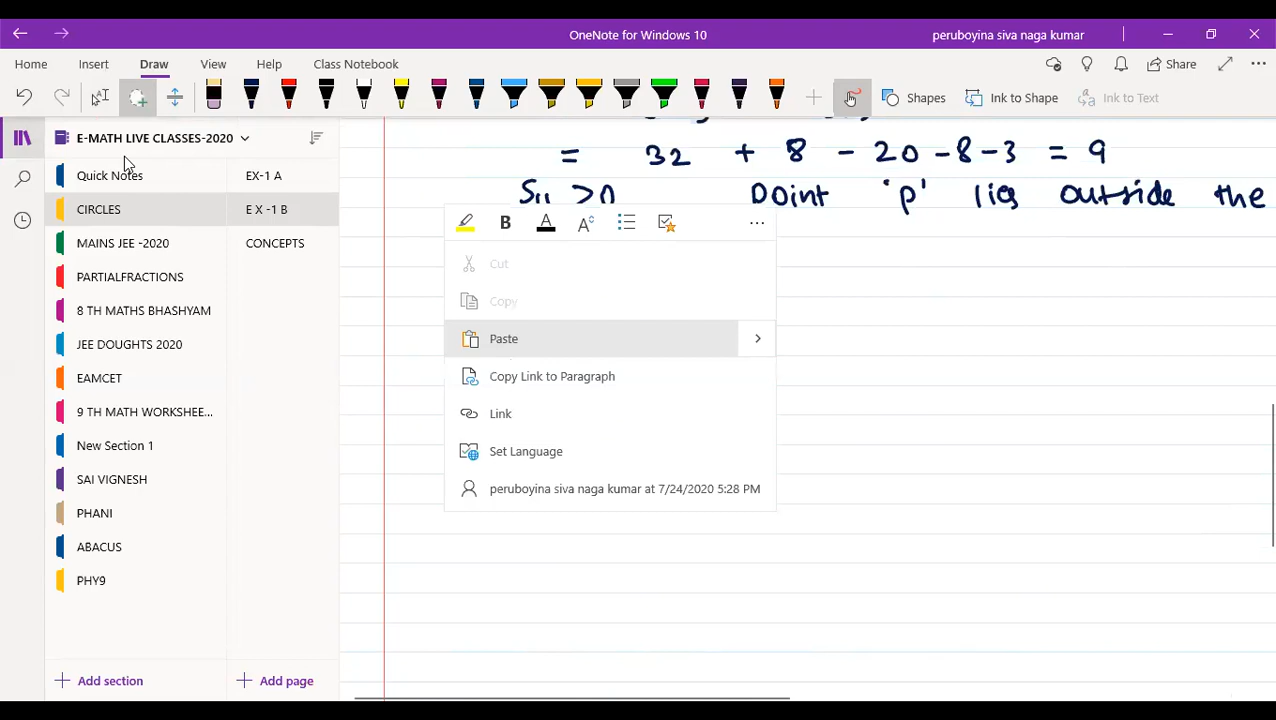 OneNote for Windows 10
peruboyina siva naga kumar
Home Insert Draw View Help Class Notebook
Share
Shapes Ink to Shape Ink to Text
E-MATH LIVE CLASSES-2020
Quick Notes
CIRCLES
MAINS JEE -2020
PARTIALFRACTIONS
8 TH MATHS BHASHYAM
JEE DOUGHTS 2020
EAMCET
9 TH MATH WORKSHEE...
New Section 1
SAI VIGNESH
PHANI
ABACUS
PHY9
Add section
EX-1 A
E X -1 B
CONCEPTS
Add page
= 32 + 8 - 20 - 8 - 3 = 9
S₁₁ >0 Point 'p' lies outside the
B A A
Cut
Copy
Paste
Copy Link to Paragraph
Link
Set Language
peruboyina siva naga kumar at 7/24/2020 5:28 PM